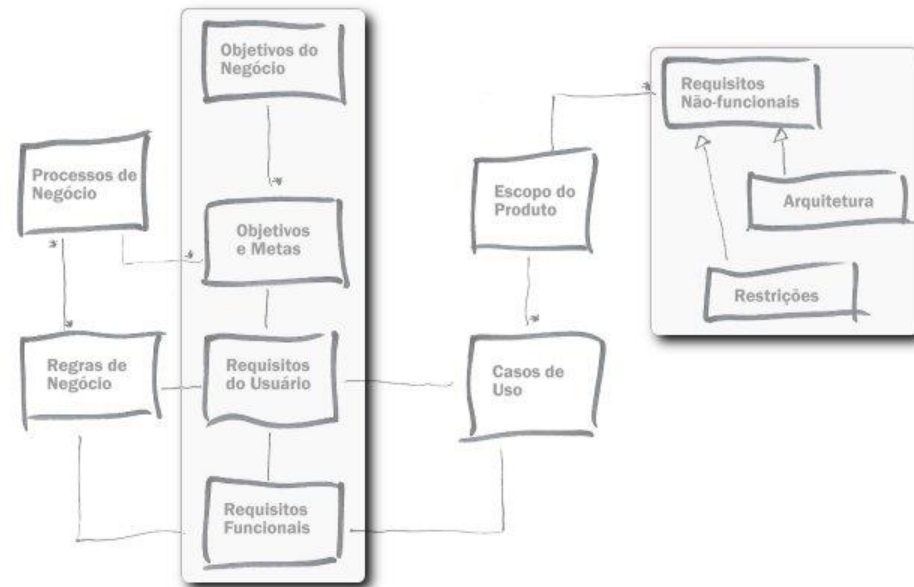 Objetivos do
Negócio
Requisitos
Não-funcionais
Processos de
Negócio
Escopo do
Produto
Arquitetura
Objetivos
e Metas
Restrições
Regras de
Negócio
Requisitos
do Usuário
Casos de
Uso
Requisitos
Funcionais